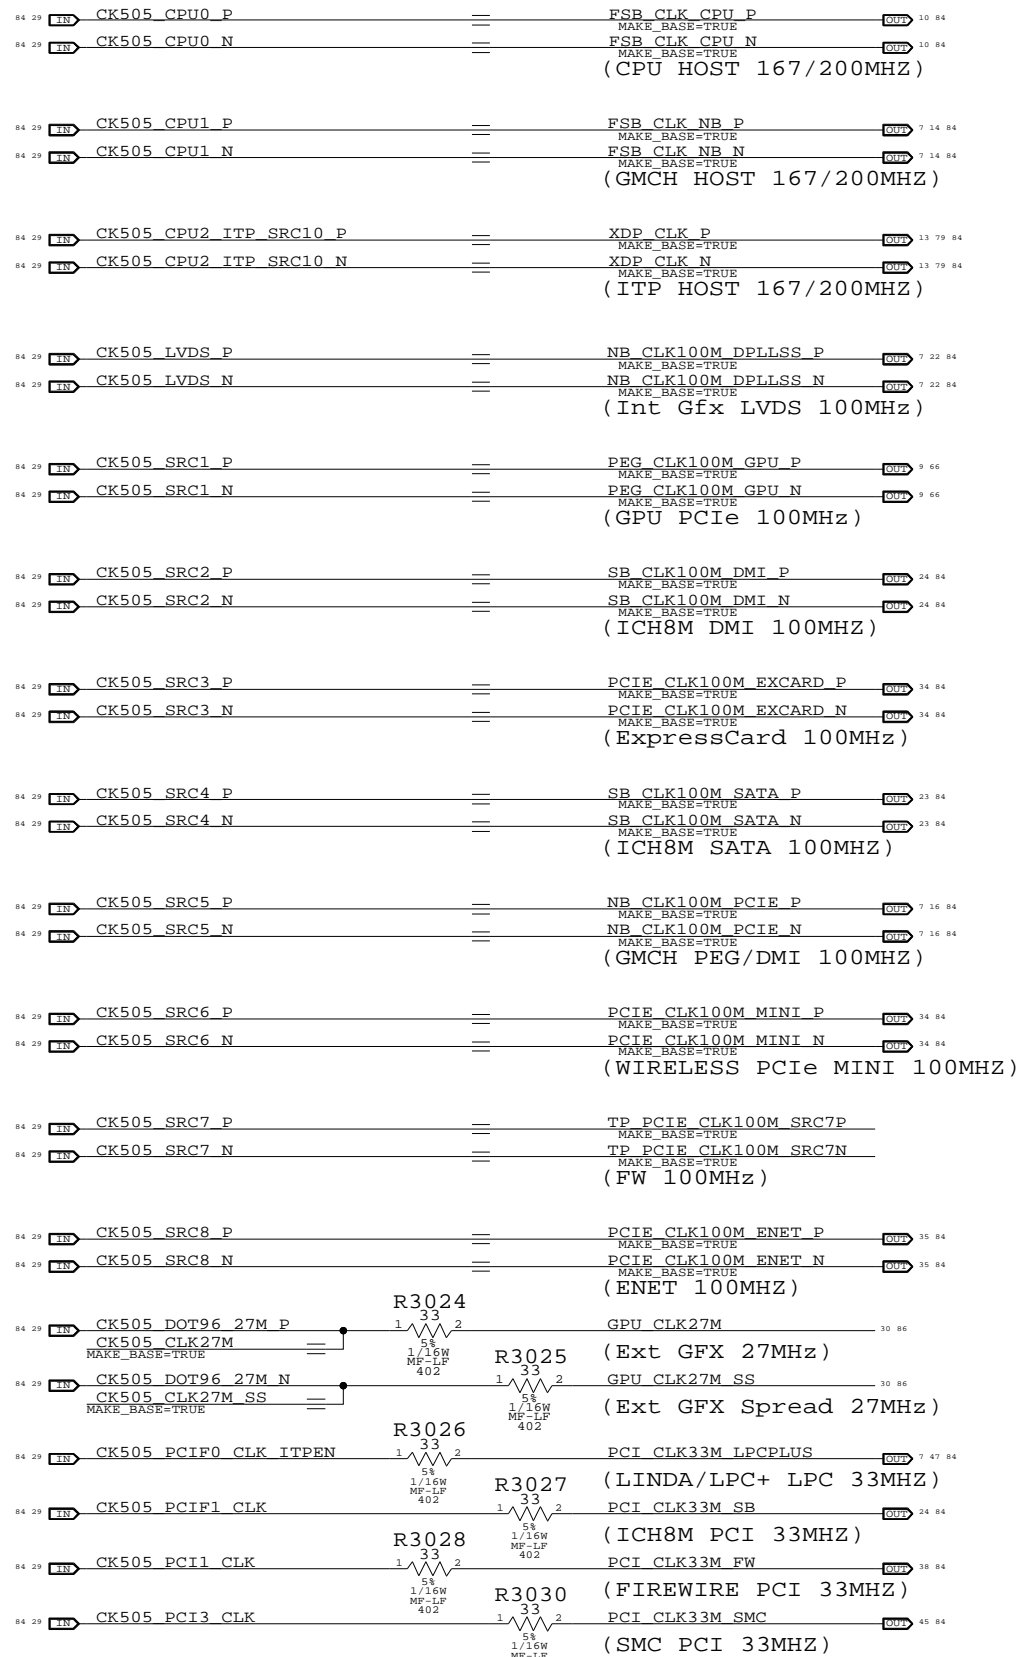 84 29 IN CK505_CPU0_P FSB_CLK_CPU_P OUT 10 84
MAKE_BASE=TRUE
84 29 IN CK505_CPU0_N FSB_CLK_CPU_N OUT 10 84
MAKE_BASE=TRUE
(CPU HOST 167/200MHZ)
84 29 IN CK505_CPU1_P FSB_CLK_NB_P OUT 7 14 84
MAKE_BASE=TRUE
84 29 IN CK505_CPU1_N FSB_CLK_NB_N OUT 7 14 84
MAKE_BASE=TRUE
(GMCH HOST 167/200MHZ)
84 29 IN CK505_CPU2_ITP_SRC10_P XDP_CLK_P OUT 13 79 84
MAKE_BASE=TRUE
84 29 IN CK505_CPU2_ITP_SRC10_N XDP_CLK_N OUT 13 79 84
MAKE_BASE=TRUE
(ITP HOST 167/200MHZ)
84 29 IN CK505_LVDS_P NB_CLK100M_DPLLSS_P OUT 7 22 84
MAKE_BASE=TRUE
84 29 IN CK505_LVDS_N NB_CLK100M_DPLLSS_N OUT 7 22 84
MAKE_BASE=TRUE
(Int Gfx LVDS 100MHz)
84 29 IN CK505_SRC1_P PEG_CLK100M_GPU_P OUT 9 66
MAKE_BASE=TRUE
84 29 IN CK505_SRC1_N PEG_CLK100M_GPU_N OUT 9 66
MAKE_BASE=TRUE
(GPU PCIe 100MHz)
84 29 IN CK505_SRC2_P SB_CLK100M_DMI_P OUT 24 84
MAKE_BASE=TRUE
84 29 IN CK505_SRC2_N SB_CLK100M_DMI_N OUT 24 84
MAKE_BASE=TRUE
(ICH8M DMI 100MHZ)
84 29 IN CK505_SRC3_P PCIE_CLK100M_EXCARD_P OUT 34 84
MAKE_BASE=TRUE
84 29 IN CK505_SRC3_N PCIE_CLK100M_EXCARD_N OUT 34 84
MAKE_BASE=TRUE
(ExpressCard 100MHz)
84 29 IN CK505_SRC4_P SB_CLK100M_SATA_P OUT 23 84
MAKE_BASE=TRUE
84 29 IN CK505_SRC4_N SB_CLK100M_SATA_N OUT 23 84
MAKE_BASE=TRUE
(ICH8M SATA 100MHZ)
84 29 IN CK505_SRC5_P NB_CLK100M_PCIE_P OUT 7 16 84
MAKE_BASE=TRUE
84 29 IN CK505_SRC5_N NB_CLK100M_PCIE_N OUT 7 16 84
MAKE_BASE=TRUE
(GMCH PEG/DMI 100MHZ)
84 29 IN CK505_SRC6_P PCIE_CLK100M_MINI_P OUT 34 84
MAKE_BASE=TRUE
84 29 IN CK505_SRC6_N PCIE_CLK100M_MINI_N OUT 34 84
MAKE_BASE=TRUE
(WIRELESS PCIe MINI 100MHZ)
84 29 IN CK505_SRC7_P TP_PCIE_CLK100M_SRC7P
MAKE_BASE=TRUE
84 29 IN CK505_SRC7_N TP_PCIE_CLK100M_SRC7N
MAKE_BASE=TRUE
(FW 100MHz)
84 29 IN CK505_SRC8_P PCIE_CLK100M_ENET_P OUT 35 84
MAKE_BASE=TRUE
84 29 IN CK505_SRC8_N PCIE_CLK100M_ENET_N OUT 35 84
MAKE_BASE=TRUE
(ENET 100MHZ)
R3024
33
84 29 IN CK505_DOT96_27M_P 1 2 GPU_CLK27M 30 86
CK505_CLK27M
MAKE_BASE=TRUE
5%
1/16W
MF-LF
402
(Ext GFX 27MHz)
R3025
33
84 29 IN CK505_DOT96_27M_N 1 2 GPU_CLK27M_SS 30 86
CK505_CLK27M_SS
MAKE_BASE=TRUE
5%
1/16W
MF-LF
402
(Ext GFX Spread 27MHz)
R3026
33
84 29 IN CK505_PCIF0_CLK_ITPEN 1 2 PCI_CLK33M_LPCPLUS OUT 7 47 84
5%
1/16W
MF-LF
402
(LINDA/LPC+ LPC 33MHZ)
R3027
33
84 29 IN CK505_PCIF1_CLK 1 2 PCI_CLK33M_SB OUT 24 84
5%
1/16W
MF-LF
402
(ICH8M PCI 33MHZ)
R3028
33
84 29 IN CK505_PCI1_CLK 1 2 PCI_CLK33M_FW OUT 38 84
5%
1/16W
MF-LF
402
(FIREWIRE PCI 33MHZ)
R3030
33
84 29 IN CK505_PCI3_CLK 1 2 PCI_CLK33M_SMC OUT 45 84
5%
1/16W
MF-LF
(SMC PCI 33MHZ)